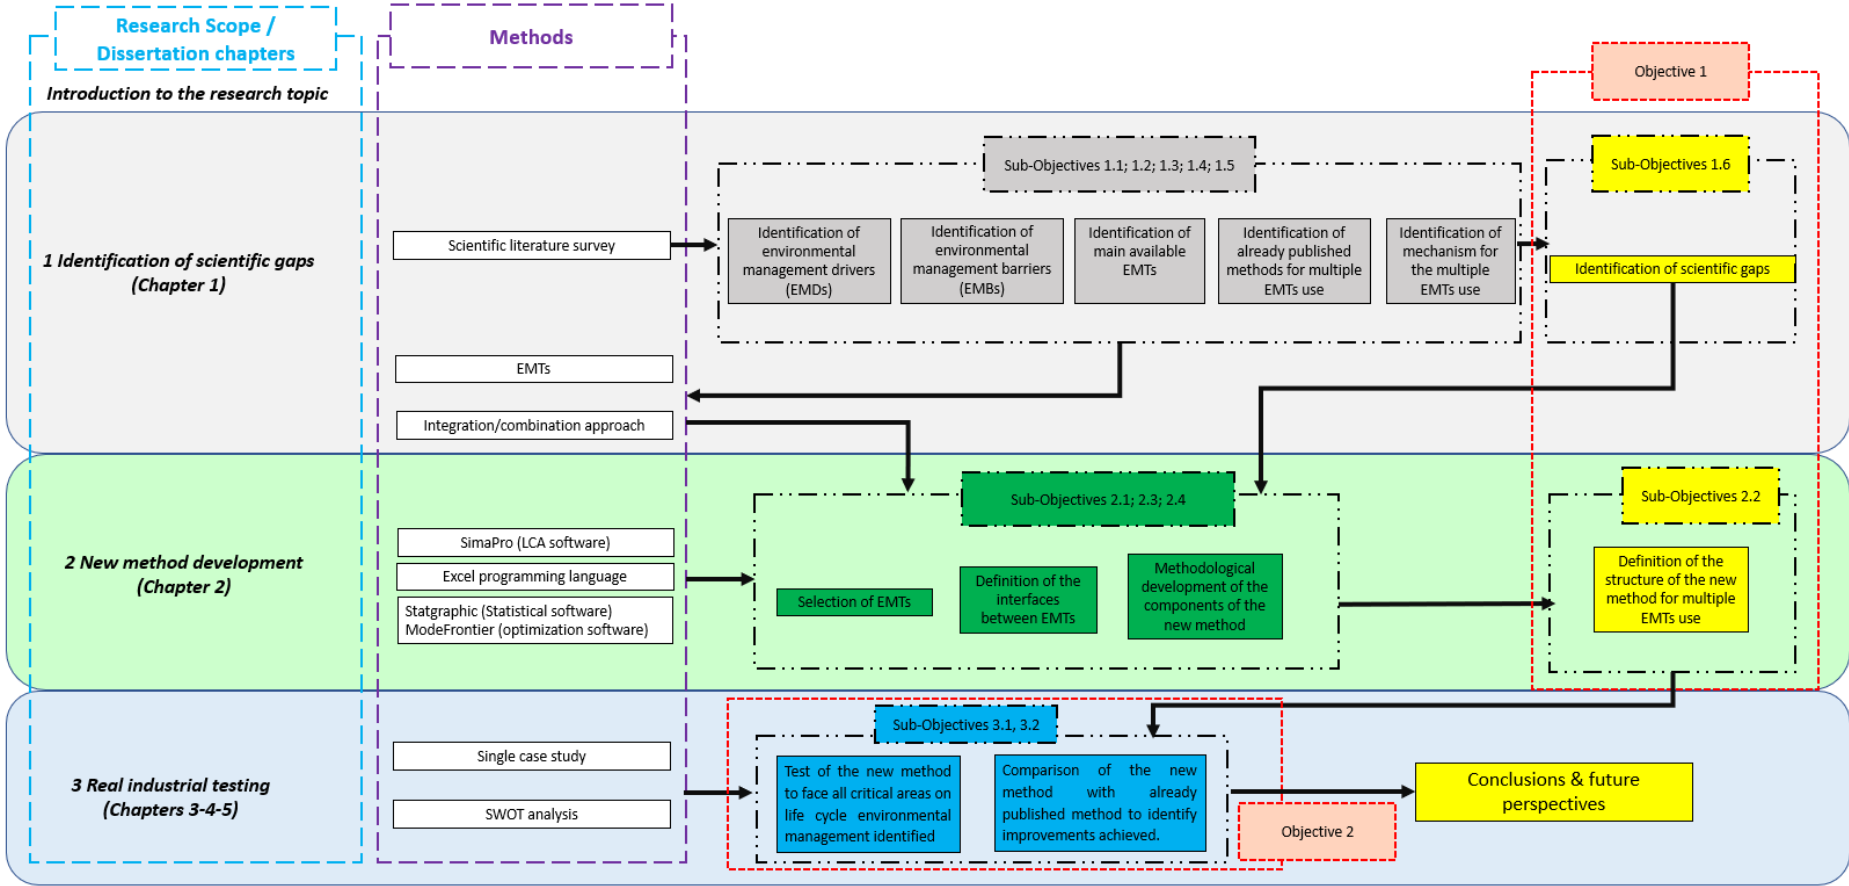 Research Scope /
Dissertation chapters
Methods
Introduction to the research topic
Objective 1
1 Identification of scientific gaps
(Chapter 1)
Scientific literature survey
EMTs
Integration/combination approach
Sub-Objectives 1.1; 1.2; 1.3; 1.4; 1.5
Identification of
environmental
management drivers
(EMDs)
Identification of
environmental
management barriers
(EMBs)
Identification of
main available
EMTs
Identification of
already published
methods for multiple
EMTs use
Identification of
mechanism for
the multiple
EMTs use
Sub-Objectives 1.6
Identification of scientific gaps
2 New method development
(Chapter 2)
SimaPro (LCA software)
Excel programming language
Statgraphic (Statistical software)
ModeFrontier (optimization software)
Sub-Objectives 2.1; 2.3; 2.4
Selection of EMTs
Definition of the
interfaces
between EMTs
Methodological
development of the
components of the
new method
Sub-Objectives 2.2
Definition of the
structure of the new
method for multiple
EMTs use
3 Real industrial testing
(Chapters 3-4-5)
Single case study
SWOT analysis
Sub-Objectives 3.1, 3.2
Test of the new method
to face all critical areas on
life cycle environmental
management identified
Comparison of the new
method with already
published method to identify
improvements achieved.
Objective 2
Conclusions & future
perspectives